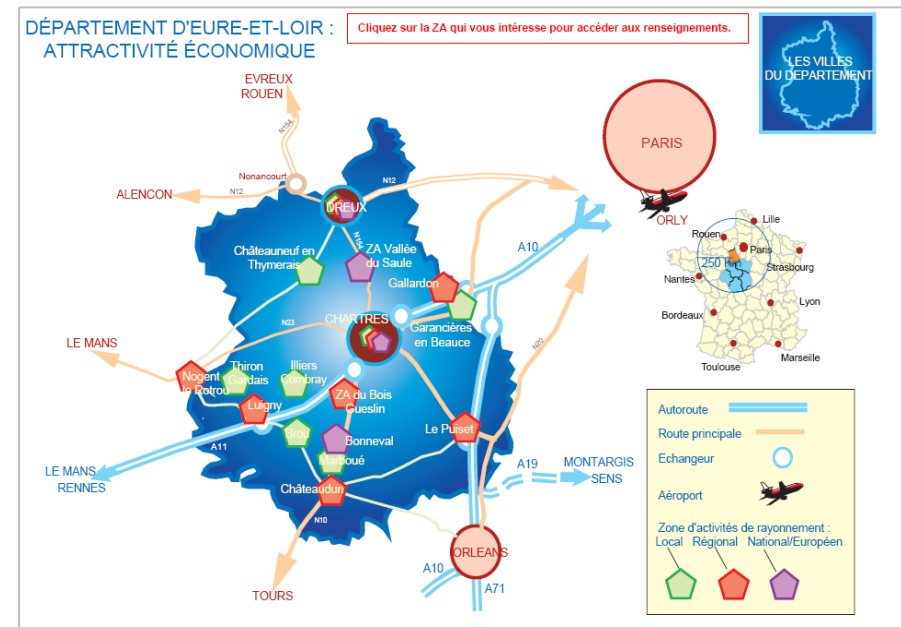 DÉPARTEMENT D'EURE-ET-LOIR :
ATTRACTIVITÉ ÉCONOMIQUE
Cliquez sur la ZA qui vous intéresse pour accéder aux renseignements.
LES VILLES
DU DEPARTEMENT
EVREUX
ROUEN
N154
Nonancourt
N12
ALENCON
DREUX
N12
N154
PARIS
ORLY
A10
Châteauneuf en
Thymerais
ZA Vallée
du Saule
Gallardon
CHARTRES
Garancières
en Beauce
N23
LE MANS
Nogent
le Rotrou
Thiron
Gardais
Illiers
Combray
Luigny
ZA du Bois
Gueslin
Brou
Bonneval
Marboué
Le Puiset
N20
A11
LE MANS
RENNES
Châteaudun
N10
TOURS
A19
MONTARGIS
SENS
ORLEANS
A10
A71
Lille
Rouen
Paris
250 Km
Strasbourg
Nantes
Lyon
Bordeaux
Marseille
Toulouse
Autoroute
Route principale
Echangeur
Aéroport
Zone d'activités de rayonnement :
Local Régional National/Européen